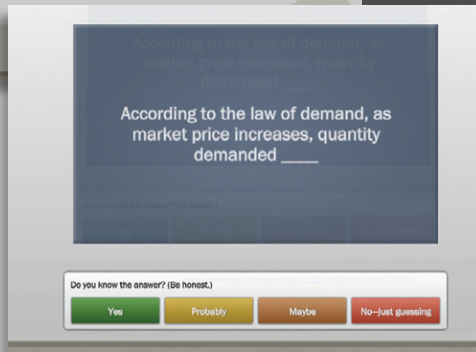 According to the law of demand, as
market price increases, quantity
demanded ____
Do you know the answer? (Be honest.)
Yes
Probably
Maybe
No—just guessing